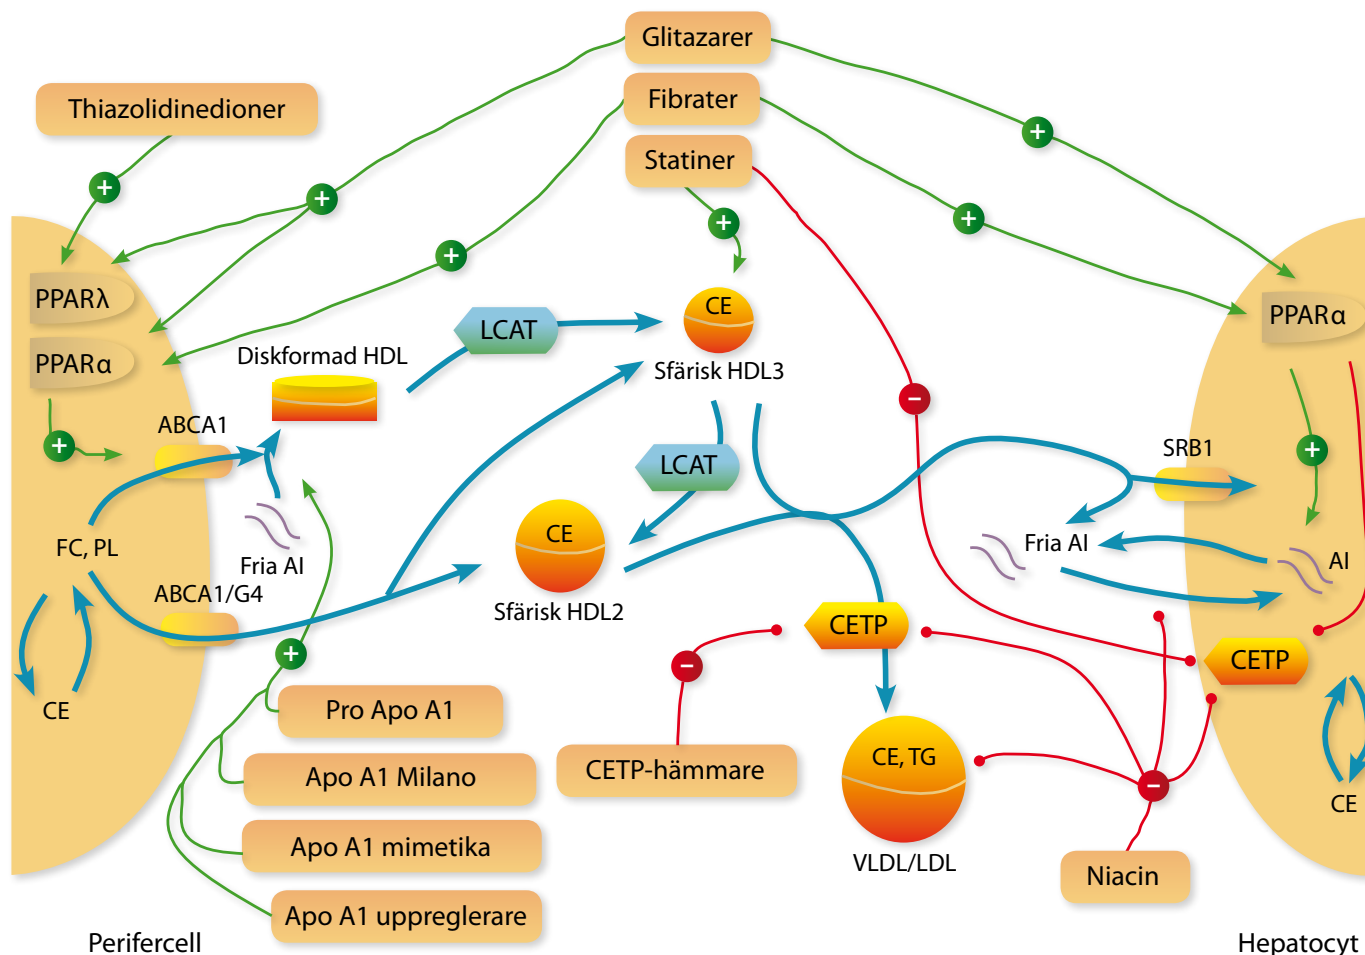 Glitazarer
Thiazolidinedioner
Fibrater
Statiner
+
+
+
+
+
+
PPARλ
PPARα
PPARα
CE
LCAT
Diskformad HDL
Sfärisk HDL3
−
ABCA1
+
LCAT
SRB1
+
FC, PL
Fria AI
CE
Fria AI
AI
ABCA1/G4
Sfärisk HDL2
CETP
+
−
CETP
CE
Pro Apo A1
CETP-hämmare
CE, TG
−
Apo A1 Milano
CE
Apo A1 mimetika
VLDL/LDL
Niacin
Apo A1 uppreglerare
Perifercell
Hepatocyt